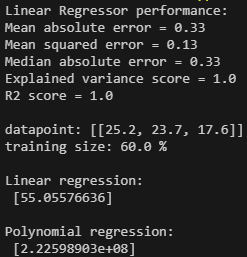 Linear Regressor performance:
Mean absolute error = 0.33
Mean squared error = 0.13
Median absolute error = 0.33
Explained variance score = 1.0
R2 score = 1.0

datapoint: [[25.2, 23.7, 17.6]]
training size: 60.0 %

Linear regression:
 [55.05576636]

Polynomial regression:
 [2.22598903e+08]